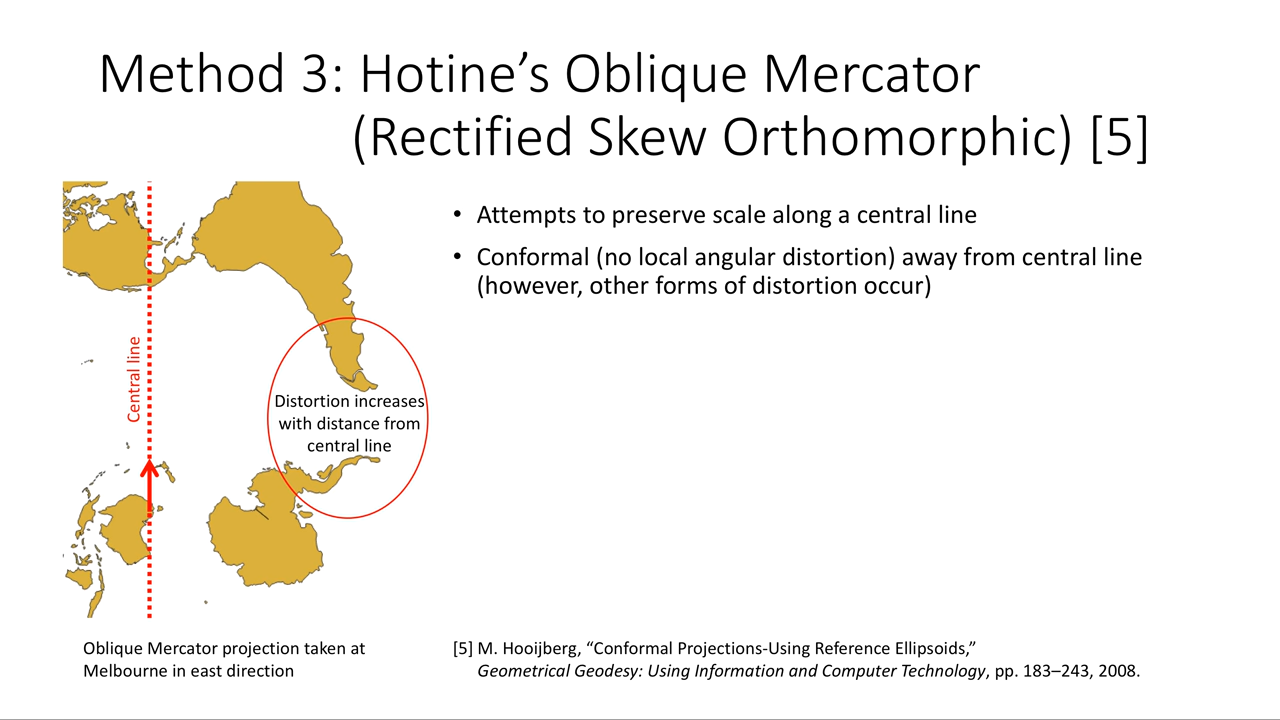 Method 3: Hotine’s Oblique Mercator
(Rectified Skew Orthomorphic) [5]
• Attempts to preserve scale along a central line
• Conformal (no local angular distortion) away from central line
(however, other forms of distortion occur)
Central line
Distortion increases
with distance from
central line
Oblique Mercator projection taken at
Melbourne in east direction
[5] M. Hooijberg, “Conformal Projections-Using Reference Ellipsoids,”
Geometrical Geodesy: Using Information and Computer Technology, pp. 183–243, 2008.